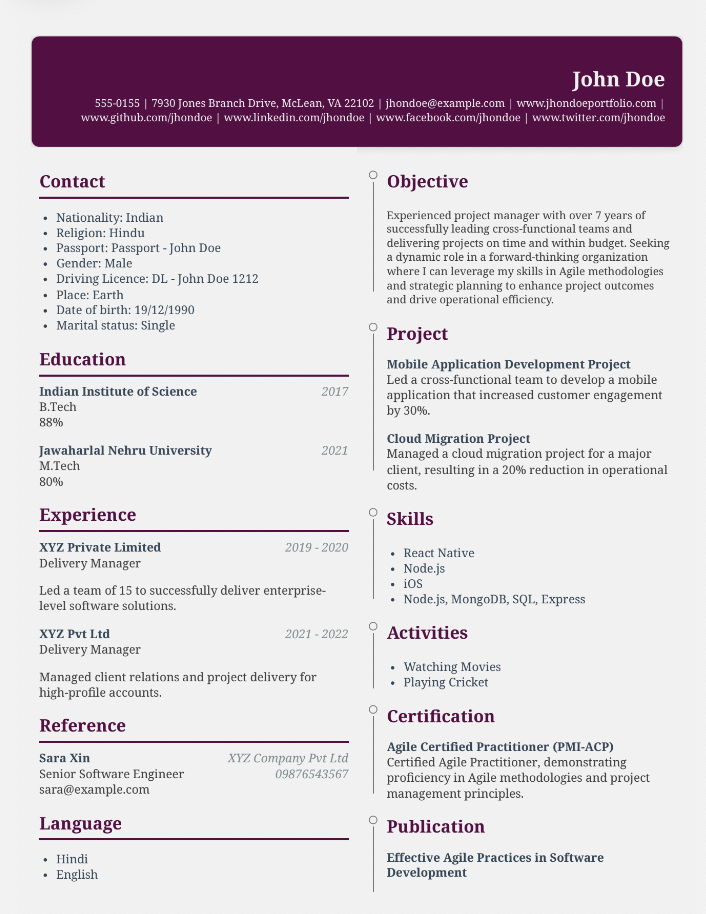 John Doe
555-0155 | 7930 Jones Branch Drive, McLean, VA 22102 | jhondoe@example.com | www.jhondoeportfolio.com |
www.github.com/jhondoe | www.linkedin.com/jhondoe | www.facebook.com/jhondoe | www.twitter.com/jhondoe
Contact
• Nationality: Indian
• Religion: Hindu
• Passport: Passport - John Doe
• Gender: Male
• Driving Licence: DL - John Doe 1212
• Place: Earth
• Date of birth: 19/12/1990
• Marital status: Single
Education
Indian Institute of Science 2017
B.Tech
88%
Jawaharlal Nehru University 2021
M.Tech
80%
Experience
XYZ Private Limited 2019 - 2020
Delivery Manager
Led a team of 15 to successfully deliver enterprise-
level software solutions.
XYZ Pvt Ltd 2021 - 2022
Delivery Manager
Managed client relations and project delivery for
high-profile accounts.
Reference
Sara Xin XYZ Company Pvt Ltd
Senior Software Engineer 09876543567
sara@example.com
Language
• Hindi
• English
Objective
Experienced project manager with over 7 years of
successfully leading cross-functional teams and
delivering projects on time and within budget. Seeking
a dynamic role in a forward-thinking organization
where I can leverage my skills in Agile methodologies
and strategic planning to enhance project outcomes
and drive operational efficiency.
Project
Mobile Application Development Project
Led a cross-functional team to develop a mobile
application that increased customer engagement
by 30%.
Cloud Migration Project
Managed a cloud migration project for a major
client, resulting in a 20% reduction in operational
costs.
Skills
• React Native
• Node.js
• iOS
• Node.js, MongoDB, SQL, Express
Activities
• Watching Movies
• Playing Cricket
Certification
Agile Certified Practitioner (PMI-ACP)
Certified Agile Practitioner, demonstrating
proficiency in Agile methodologies and project
management principles.
Publication
Effective Agile Practices in Software
Development